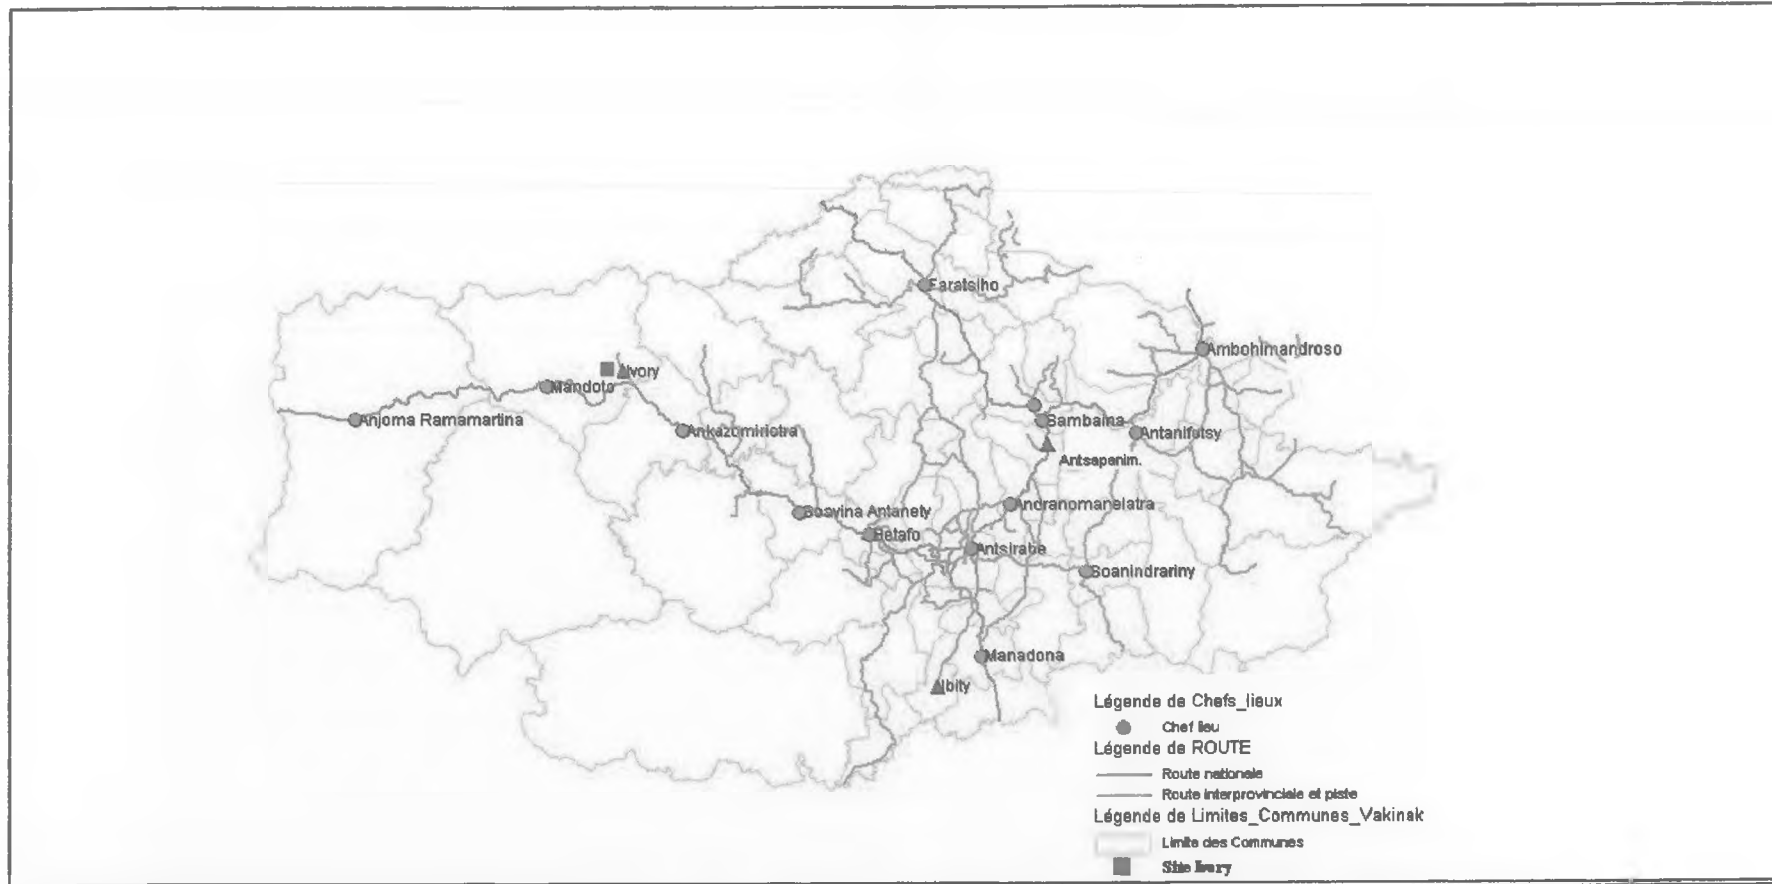 Faratsiho
Ambohimandroso
Ivory
Mandoto
Anjoma Ramamartina
Ankazomiriotra
Sambaina
Antanifotsy
Antsapanim.
Andranomanelatra
Soavina Antanety
Betafo
Antsirabe
Soanindrariny
Manadona
Ibity
Légende de Chefs_lieux
Chef lieu
Légende de ROUTE
Route nationale
Route interprovinciale et piste
Légende de Limites_Communes_Vakinak
Limite des Communes
Site Ivory